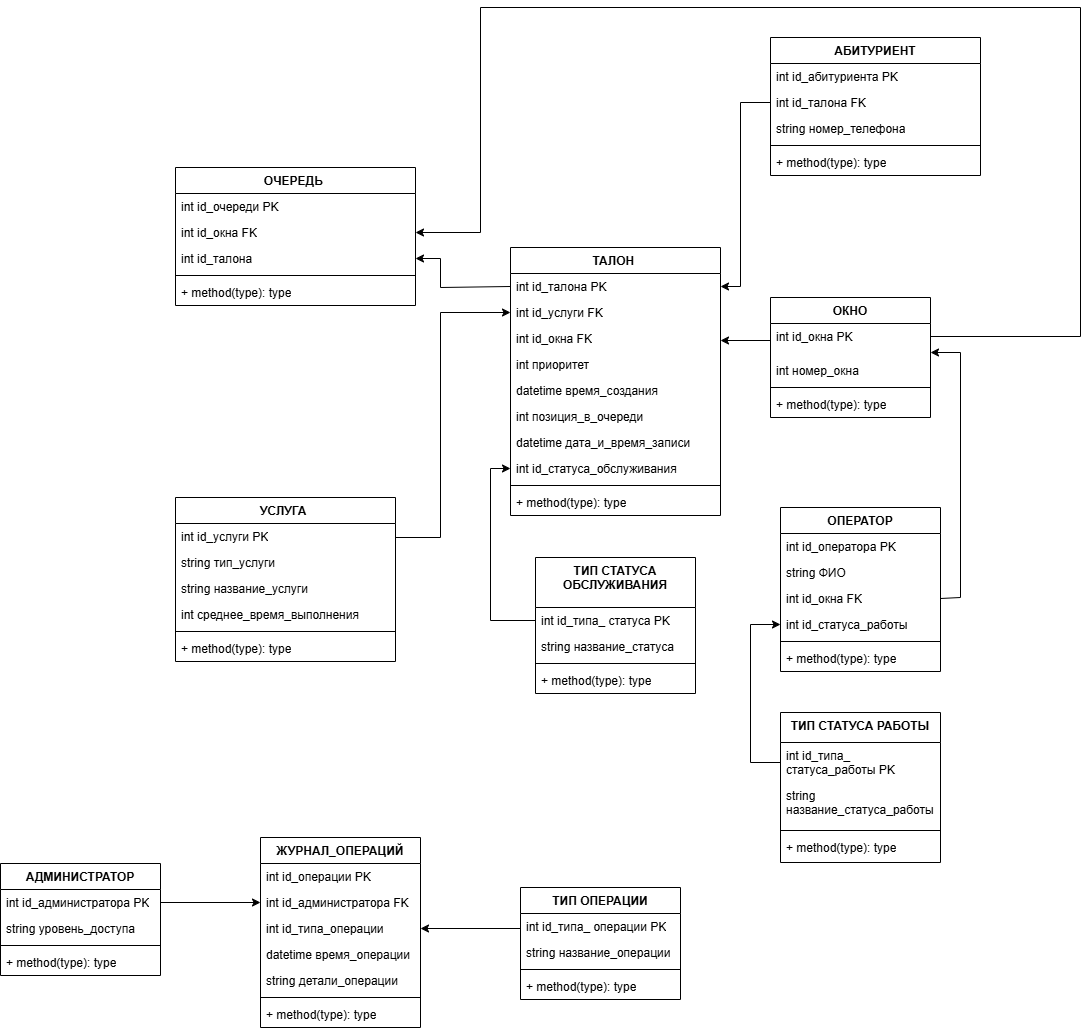 АБИТУРИЕНТ
int id_абитуриента PK
int id_талона FK
string номер_телефона
+ method(type): type
ОЧЕРЕДЬ
int id_очереди PK
int id_окна FK
int id_талона
+ method(type): type
ТАЛОН
int id_талона PK
int id_услуги FK
int id_окна FK
int приоритет
datetime время_создания
int позиция_в_очереди
datetime дата_и_время_записи
int id_статуса_обслуживания
+ method(type): type
ОКНО
int id_окна PK
int номер_окна
+ method(type): type
УСЛУГА
int id_услуги PK
string тип_услуги
string название_услуги
int среднее_время_выполнения
+ method(type): type
ТИП СТАТУСА
ОБСЛУЖИВАНИЯ
int id_типа_ статуса PK
string название_статуса
+ method(type): type
ОПЕРАТОР
int id_оператора PK
string ФИО
int id_окна FK
int id_статуса_работы
+ method(type): type
ТИП СТАТУСА РАБОТЫ
int id_типа_
статуса_работы PK
string
название_статуса_работы
+ method(type): type
АДМИНИСТРАТОР
int id_администратора PK
string уровень_доступа
+ method(type): type
ЖУРНАЛ_ОПЕРАЦИЙ
int id_операции PK
int id_администратора FK
int id_типа_операции
datetime время_операции
string детали_операции
+ method(type): type
ТИП ОПЕРАЦИИ
int id_типа_ операции PK
string название_операции
+ method(type): type